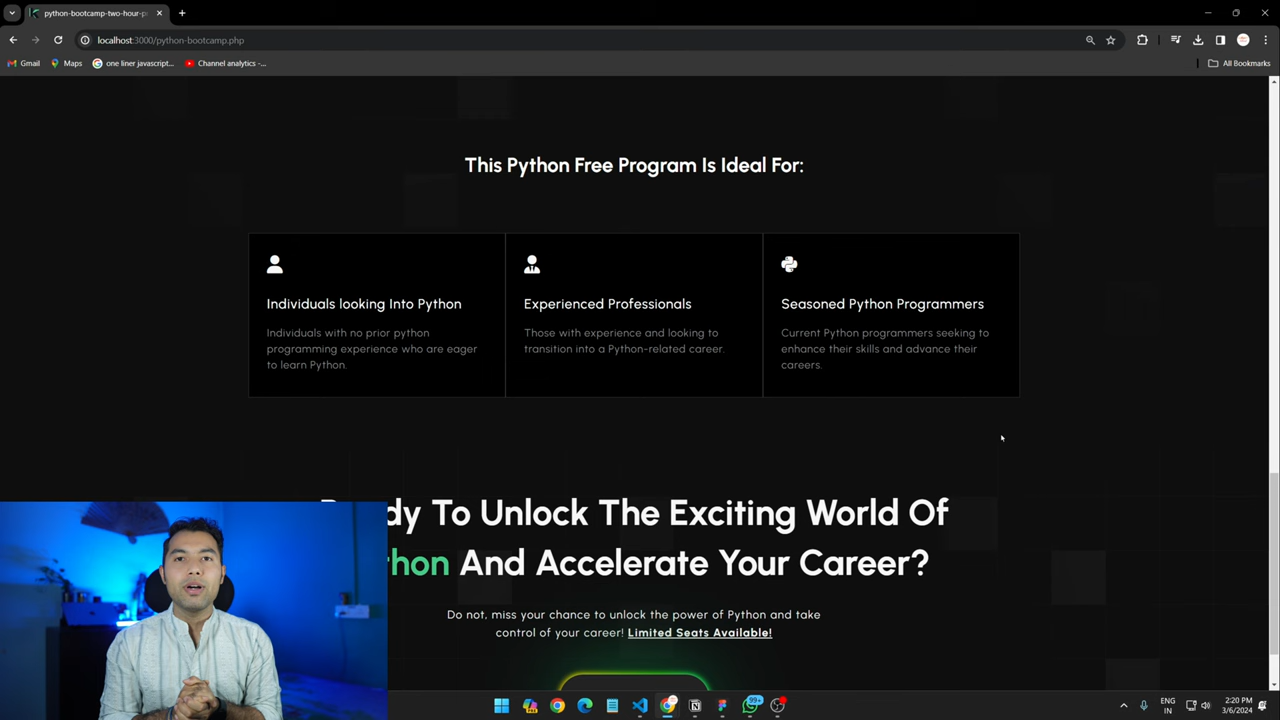 python-bootcamp-two-hour-p
localhost:3000/python-bootcamp.php
Gmail
Maps
one liner javascript...
Channel analytics -...
All Bookmarks
This Python Free Program Is Ideal For:
Individuals looking Into Python
Individuals with no prior python
programming experience who are eager
to learn Python.
Experienced Professionals
Those with experience and looking to
transition into a Python-related career.
Seasoned Python Programmers
Current Python programmers seeking to
enhance their skills and advance their
careers.
dy To Unlock The Exciting World Of
thon And Accelerate Your Career?
Do not, miss your chance to unlock the power of Python and take
control of your career! Limited Seats Available!
99+
ENG
IN
2:20 PM
3/6/2024